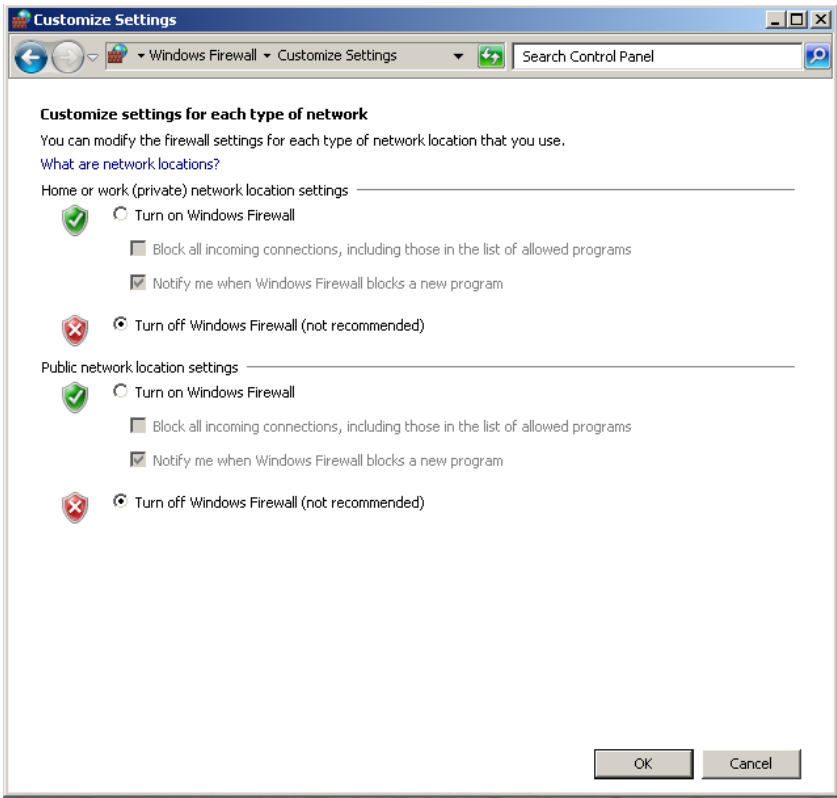 Customize Settings
Windows Firewall Customize Settings Search Control Panel
Customize settings for each type of network
You can modify the firewall settings for each type of network location that you use.
What are network locations?
Home or work (private) network location settings
Turn on Windows Firewall
Block all incoming connections, including those in the list of allowed programs
Notify me when Windows Firewall blocks a new program
Turn off Windows Firewall (not recommended)
Public network location settings
Turn on Windows Firewall
Block all incoming connections, including those in the list of allowed programs
Notify me when Windows Firewall blocks a new program
Turn off Windows Firewall (not recommended)
OK Cancel